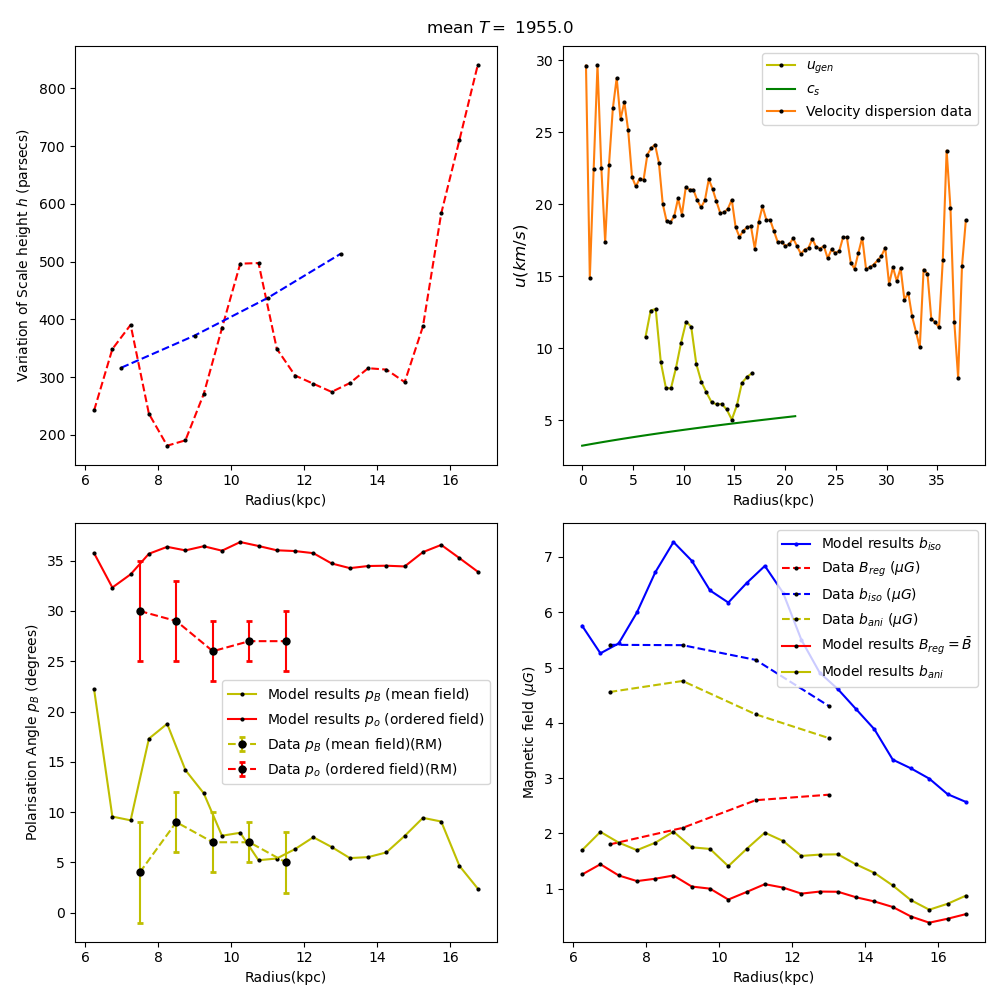 mean T = 1955.0
Variation of Scale height h (parsecs)
800
700
600
500
400
300
200
6 8 10 12 14 16
Radius(kpc)
u(km/s)
30
25
20
15
10
5
0 5 10 15 20 25 30 35
Radius(kpc)
u_gen
c_s
Velocity dispersion data
Polarisation Angle p_B (degrees)
35
30
25
20
15
10
5
0
6 8 10 12 14 16
Radius(kpc)
Model results p_B (mean field)
Model results p_o (ordered field)
Data p_B (mean field)(RM)
Data p_o (ordered field)(RM)
Magnetic field (μG)
7
6
5
4
3
2
1
6 8 10 12 14 16
Radius(kpc)
Model results b_iso
Data B_reg (μG)
Data b_iso (μG)
Data b_ani (μG)
Model results B_reg = B̄
Model results b_ani